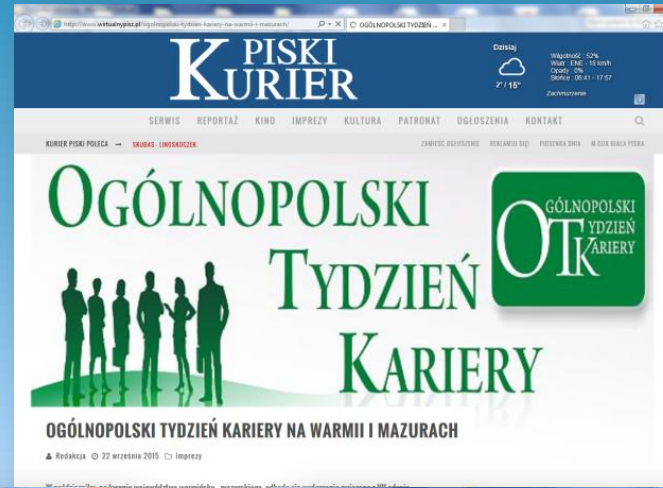 http://www.wirtualnypisz.pl/ogolnopolski-tydzien-kariery-na-warmii-i-mazurach/
OGÓLNOPOLSKI TYDZIEŃ ...
PISKI
KURIER
Dzisiaj
2° / 15°
Wilgotność : 52%
Wiatr : ENE - 15 km/h
Opady : 0%
Słońce : 06:41 - 17:57
Zachmurzenie
SERWIS REPORTAŻ KINO IMPREZY KULTURA PATRONAT OGŁOSZENIA KONTAKT
KURIER PISKI POLECA → SKUBAS - LINOSKOCZEK ZAMIEŚĆ OGŁOSZENIE REKLAMUJ SIĘ! PIOSENKA DNIA M-GOK BIAŁA PISKA
OGÓLNOPOLSKI
TYDZIEŃ
KARIERY
OGÓLNOPOLSKI
TYDZIEŃ
KARIERY
OGÓLNOPOLSKI TYDZIEŃ KARIERY NA WARMII I MAZURACH
Redakcja 22 września 2015 Imprezy